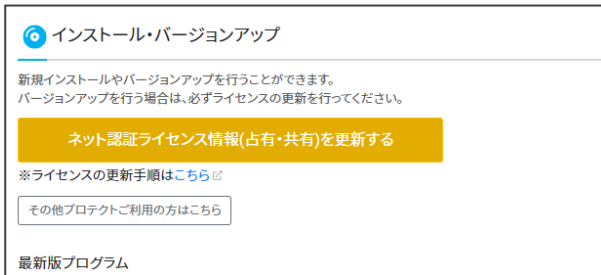 インストール・バージョンアップ
新規インストールやバージョンアップを行うことができます。
バージョンアップを行う場合は、必ずライセンスの更新を行ってください。
ネット認証ライセンス情報(占有・共有)を更新する
※ライセンスの更新手順はこちら
その他プロテクトご利用の方はこちら
最新版プログラム